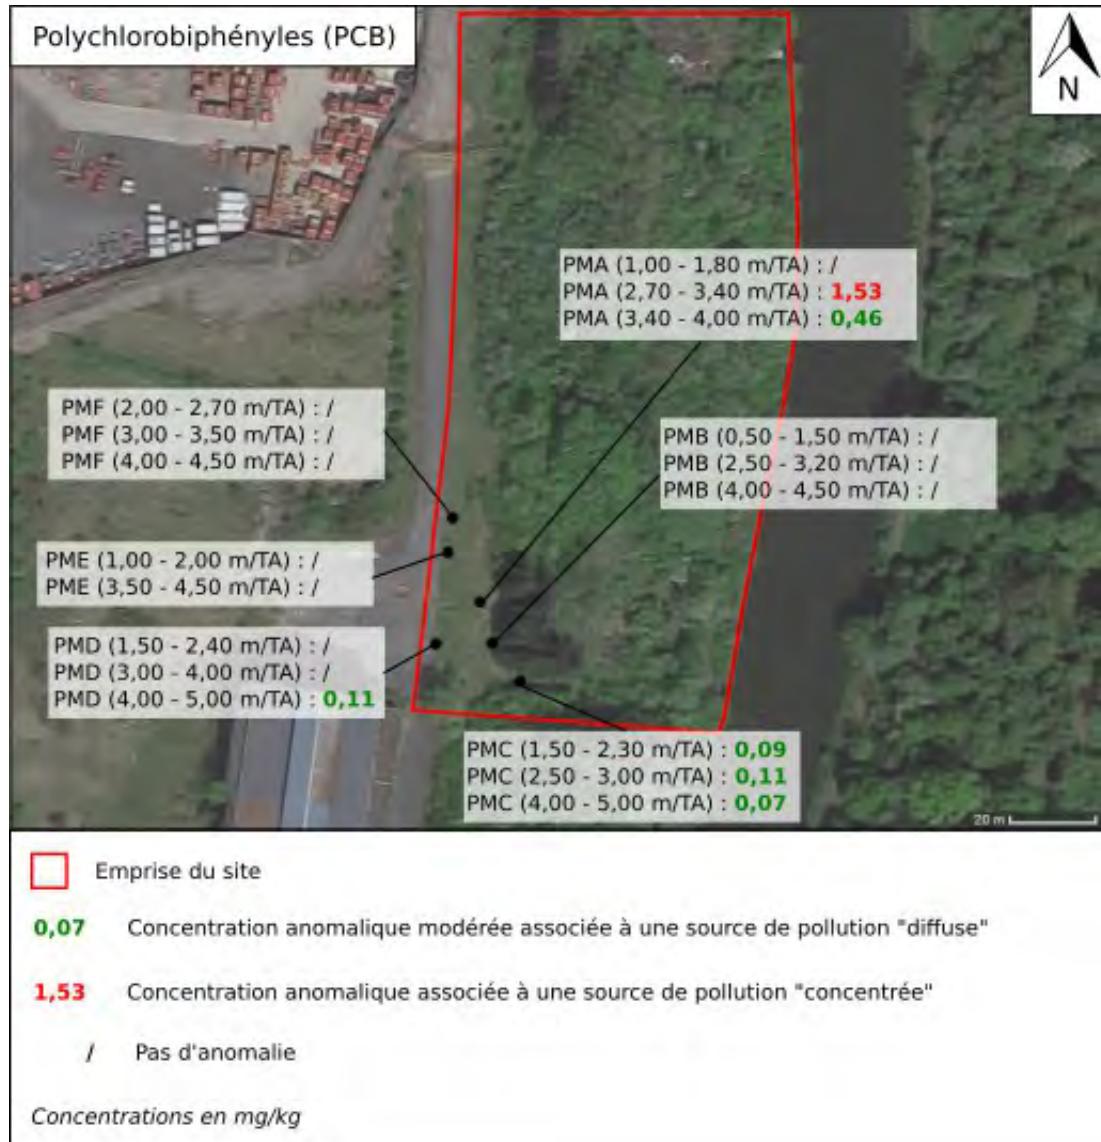 Polychlorobiphényles (PCB)
N
PMA (1,00 - 1,80 m/TA) : /
PMA (2,70 - 3,40 m/TA) : 1,53
PMA (3,40 - 4,00 m/TA) : 0,46
PMF (2,00 - 2,70 m/TA) : /
PMF (3,00 - 3,50 m/TA) : /
PMF (4,00 - 4,50 m/TA) : /
PMB (0,50 - 1,50 m/TA) : /
PMB (2,50 - 3,20 m/TA) : /
PMB (4,00 - 4,50 m/TA) : /
PME (1,00 - 2,00 m/TA) : /
PME (3,50 - 4,50 m/TA) : /
PMD (1,50 - 2,40 m/TA) : /
PMD (3,00 - 4,00 m/TA) : /
PMD (4,00 - 5,00 m/TA) : 0,11
PMC (1,50 - 2,30 m/TA) : 0,09
PMC (2,50 - 3,00 m/TA) : 0,11
PMC (4,00 - 5,00 m/TA) : 0,07
20 m
Emprise du site
0,07 Concentration anomalique modérée associée à une source de pollution "diffuse"
1,53 Concentration anomalique associée à une source de pollution "concentrée"
/ Pas d'anomalie
Concentrations en mg/kg